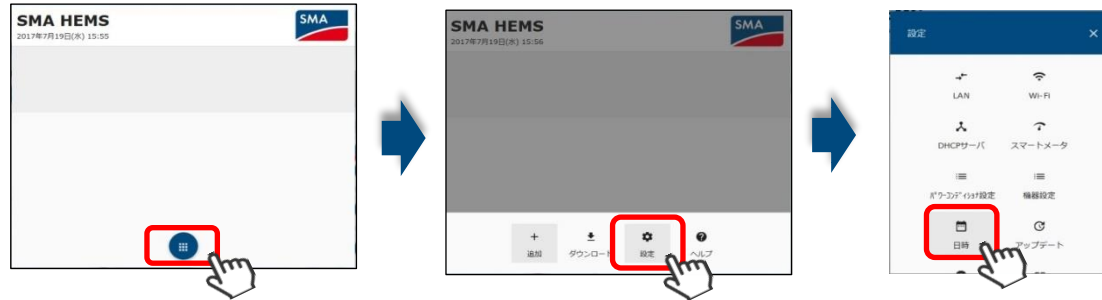 SMA HEMS
2017年7月19日(水) 15:55
SMA
SMA HEMS
2017年7月19日(水) 15:56
SMA
追加
ダウンロード
設定
ヘルプ
設定
LAN
Wi-Fi
DHCPサーバ
スマートメータ
ﾊﾟﾜｰｺﾝﾃﾞｨｼｮﾅ設定
機器設定
日時
アップデート